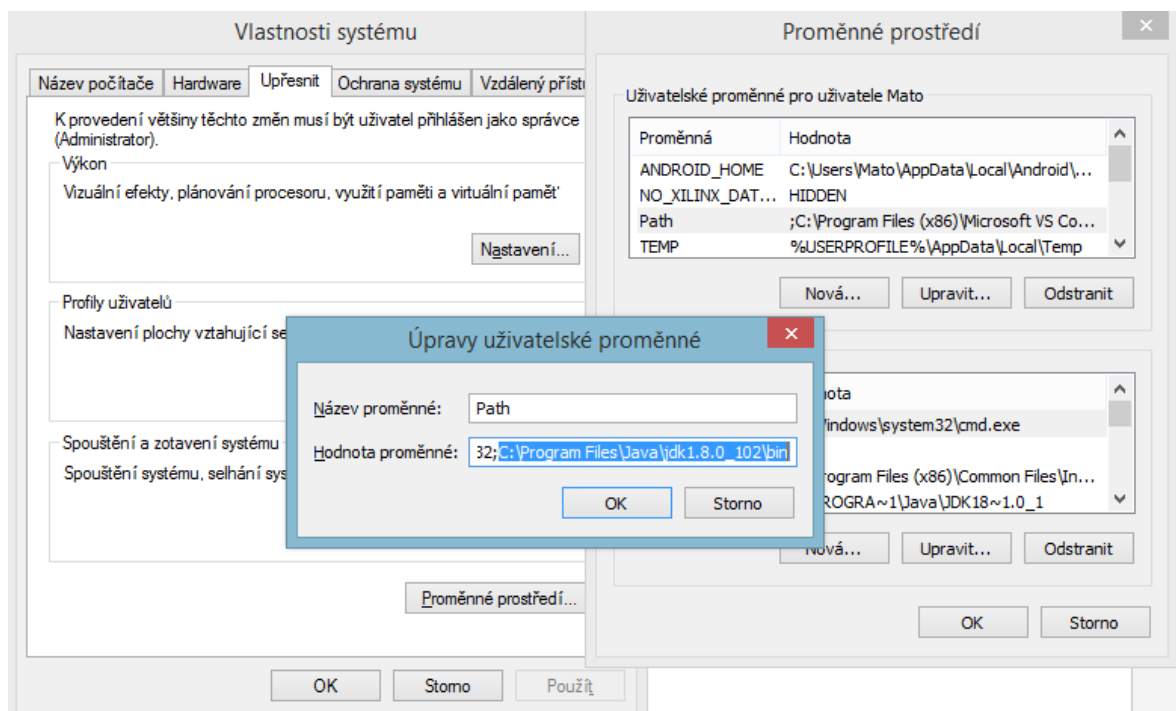 Vlastnosti systému
Název počítače Hardware Upřesnit Ochrana systému Vzdálený příst
K provedení většiny těchto změn musí být uživatel přihlášen jako správce
(Administrator).
Výkon
Vizuální efekty, plánování procesoru, využití paměti a virtuální paměť
Nastavení...
Profily uživatelů
Nastavení plochy vztahující se
Spouštění a zotavení systému
Spouštění systému, selhání sys
Proměnné prostředí...
OK Storno Použít
Proměnné prostředí
Uživatelské proměnné pro uživatele Mato
Proměnná Hodnota
ANDROID_HOME C:\Users\Mato\AppData\Local\Android\...
NO_XILINX_DAT... HIDDEN
Path ;C:\Program Files (x86)\Microsoft VS Co...
TEMP %USERPROFILE%\AppData\Local\Temp
Nová... Upravit... Odstranit
Úpravy uživatelské proměnné
Název proměnné: Path
Hodnota proměnné: 32;C:\Program Files\Java\jdk1.8.0_102\bin
OK Storno
nota
Windows\system32\cmd.exe
rogram Files (x86)\Common Files\In...
ROGRA~1\Java\JDK18~1.0_1
Nová... Upravit... Odstranit
OK Storno